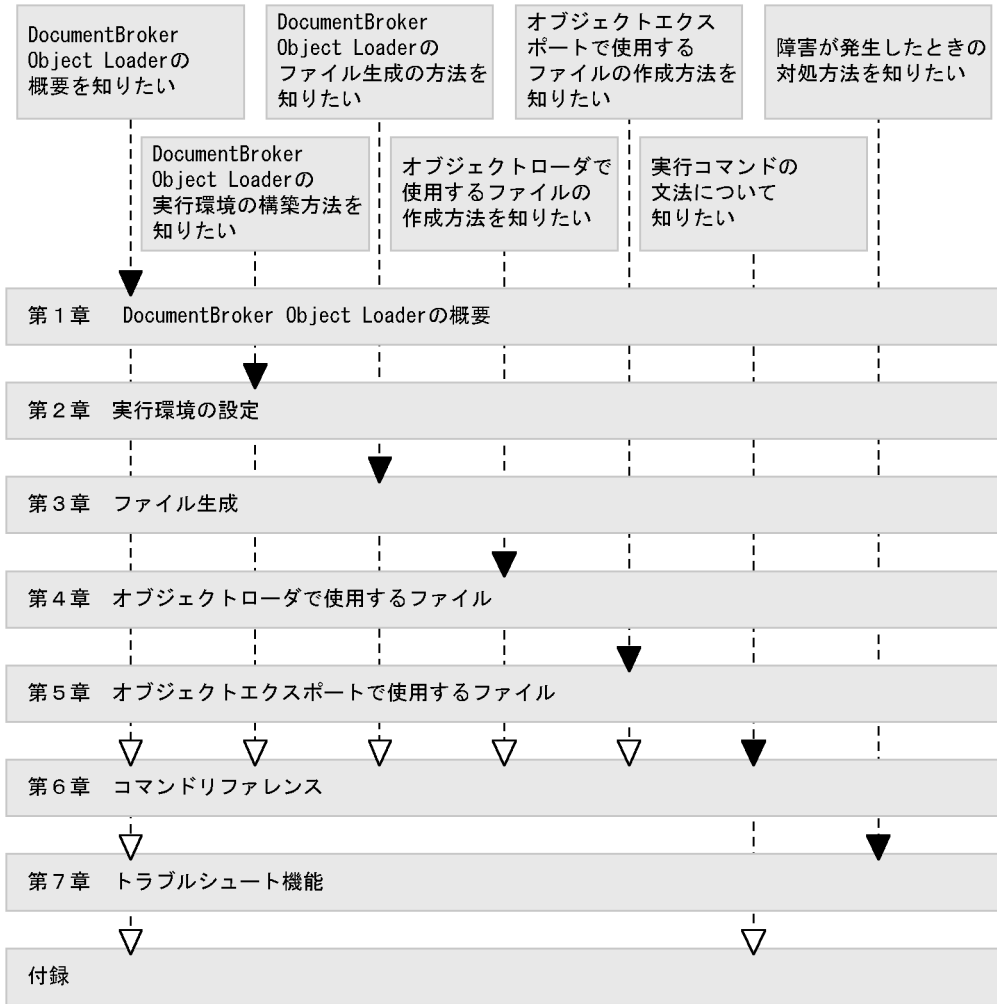 DocumentBroker
Object Loaderの
概要を知りたい
DocumentBroker
Object Loaderの
ファイル生成の方法を
知りたい
オブジェクトエクス
ポートで使用する
ファイルの作成方法を
知りたい
障害が発生したときの
対処方法を知りたい
DocumentBroker
Object Loaderの
実行環境の構築方法を
知りたい
オブジェクトローダで
使用するファイルの
作成方法を知りたい
実行コマンドの
文法について
知りたい
第1章 DocumentBroker Object Loaderの概要
第2章 実行環境の設定
第3章 ファイル生成
第4章 オブジェクトローダで使用するファイル
第5章 オブジェクトエクスポートで使用するファイル
第6章 コマンドリファレンス
第7章 トラブルシュート機能
付録